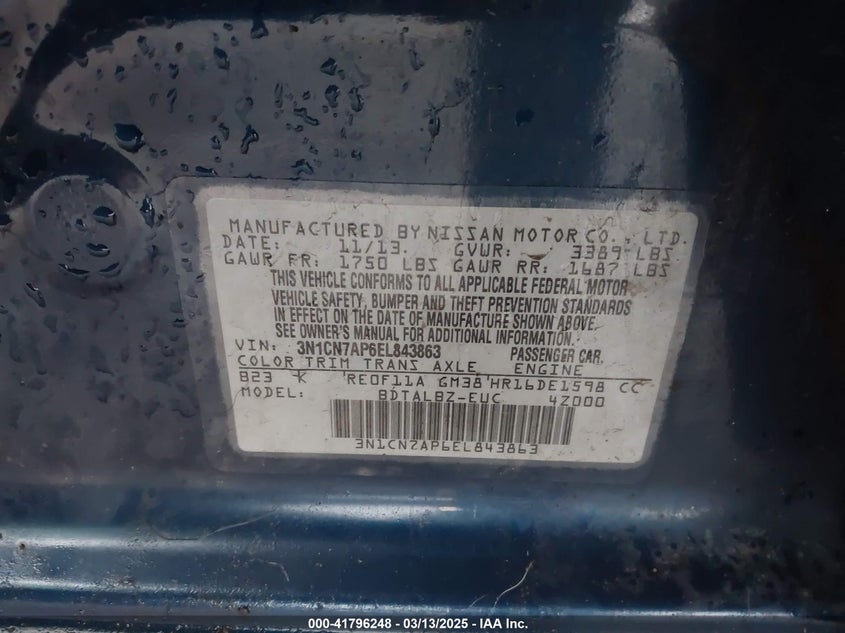 MANUFACTURED BY NISSAN MOTOR CO., LTD.
DATE: 11/13. GVWR: 3389 LBS
GAWR FR: 1750 LBS GAWR RR: 1687 LBS
THIS VEHICLE CONFORMS TO ALL APPLICABLE FEDERAL MOTOR
VEHICLE SAFETY, BUMPER AND THEFT PREVENTION STANDARDS
IN EFFECT ON THE DATE OF MANUFACTURE SHOWN ABOVE.
SEE OWNER'S MANUAL FOR ADDITIONAL INFORMATION.
VIN: 3N1CN7AP6EL843863 PASSENGER CAR.
COLOR TRIM TRANS AXLE ENGINE
B23 K RE0F11A GM38 HR16DE1598 CC
MODEL: BDTALBZ-EUC 4Z000
3N1CN7AP6EL843863
000-41796248 - 03/13/2025 - IAA Inc.